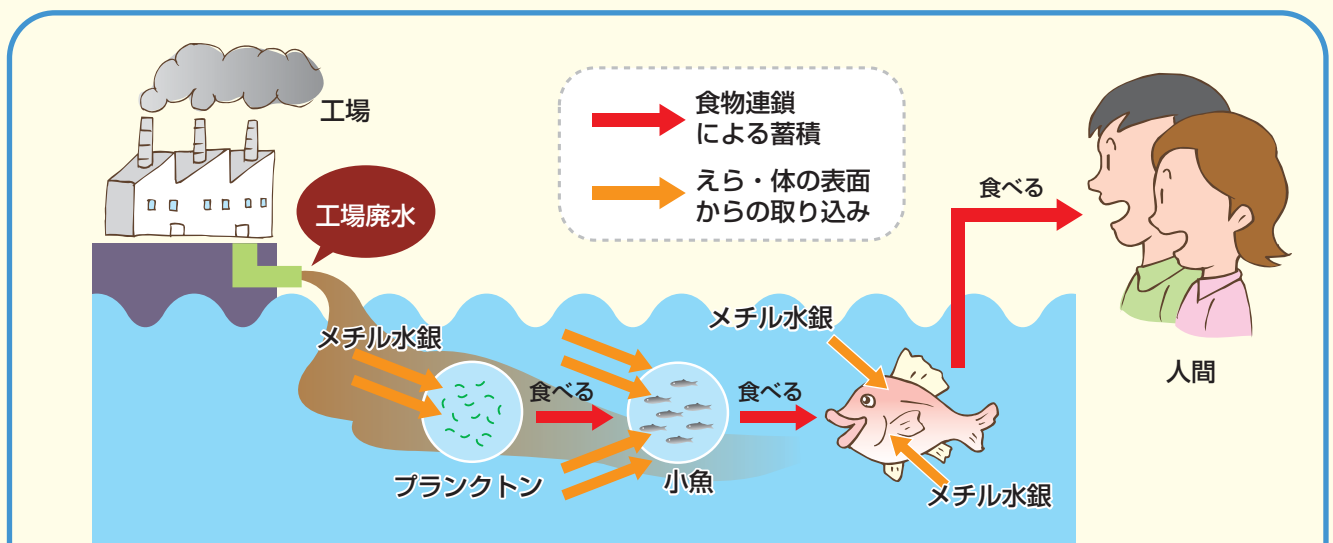 工場
食物連鎖
による蓄積
えら・体の表面
からの取り込み
食べる
工場廃水
メチル水銀
メチル水銀
人間
食べる
食べる
プランクトン
小魚
メチル水銀